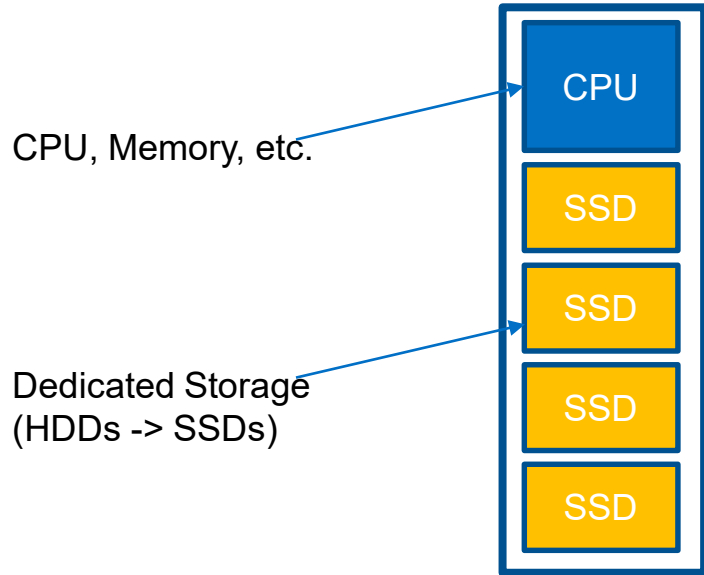 CPU
CPU, Memory, etc.
SSD
SSD
Dedicated Storage
(HDDs -> SSDs)
SSD
SSD